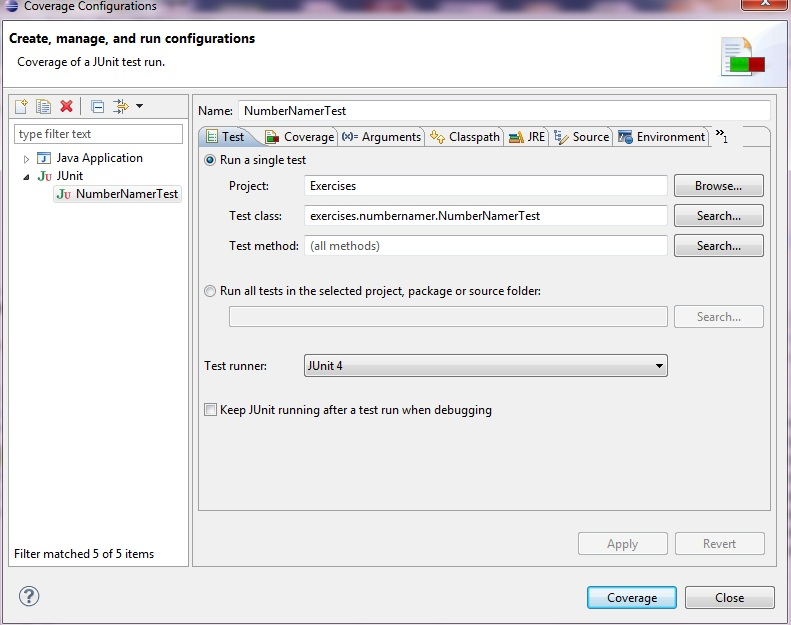 Coverage Configurations
Create, manage, and run configurations
Coverage of a JUnit test run.
type filter text
Java Application
JUnit
NumberNamerTest
Filter matched 5 of 5 items
Name: NumberNamerTest
Test Coverage (x)= Arguments Classpath JRE Source Environment »1
Run a single test
Project: Exercises Browse...
Test class: exercises.numbernamer.NumberNamerTest Search...
Test method: (all methods) Search...
Run all tests in the selected project, package or source folder:
Search...
Test runner: JUnit 4
Keep JUnit running after a test run when debugging
Apply Revert
? Coverage Close